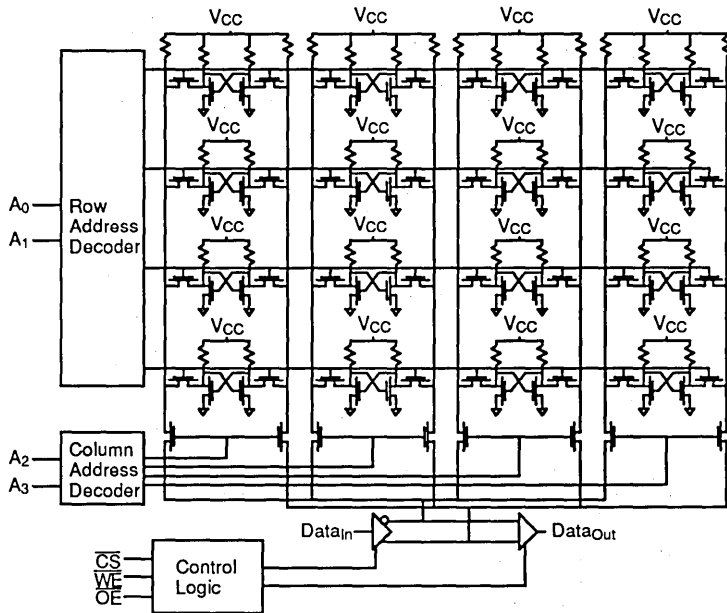 VCC VCC VCC VCC
VCC VCC VCC VCC
VCC VCC VCC VCC
VCC VCC VCC VCC
A0
A1
Row
Address
Decoder
A2
A3
Column
Address
Decoder
DataIn
DataOut
CS
WE
OE
Control
Logic